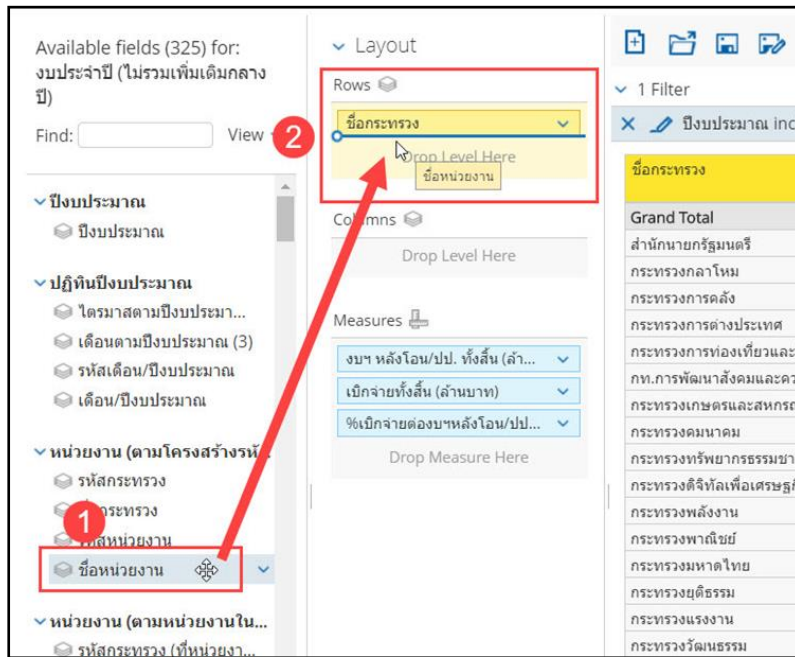 Available fields (325) for:
งบประจำปี (ไม่รวมเพิ่มเติมกลาง
ปี)
Find:
View
ปีงบประมาณ
ปีงบประมาณ
ปฏิทินปีงบประมาณ
ไตรมาสตามปีงบประมา...
เดือนตามปีงบประมาณ (3)
รหัสเดือน/ปีงบประมาณ
เดือน/ปีงบประมาณ
หน่วยงาน (ตามโครงสร้างรหั...
รหัสกระทรวง
กระทรวง
1
หน่วยงาน
ชื่อหน่วยงาน
หน่วยงาน (ตามหน่วยงานใน...
รหัสกระทรวง (ที่หน่วยงา...
Layout
Rows
2
ชื่อกระทรวง
Drop Level Here
ชื่อหน่วยงาน
Columns
Drop Level Here
Measures
งบฯ หลังโอน/ปป. ทั้งสิ้น (ล้า...
เบิกจ่ายทั้งสิ้น (ล้านบาท)
%เบิกจ่ายต่องบฯหลังโอน/ปป...
Drop Measure Here
1 Filter
ปีงบประมาณ inc
ชื่อกระทรวง
Grand Total
สำนักนายกรัฐมนตรี
กระทรวงกลาโหม
กระทรวงการคลัง
กระทรวงการต่างประเทศ
กระทรวงการท่องเที่ยวและ
กท.การพัฒนาสังคมและคว
กระทรวงเกษตรและสหกรณ
กระทรวงคมนาคม
กระทรวงทรัพยากรธรรมชา
กระทรวงดิจิทัลเพื่อเศรษฐกิ
กระทรวงพลังงาน
กระทรวงพาณิชย์
กระทรวงมหาดไทย
กระทรวงยุติธรรม
กระทรวงแรงงาน
กระทรวงวัฒนธรรม